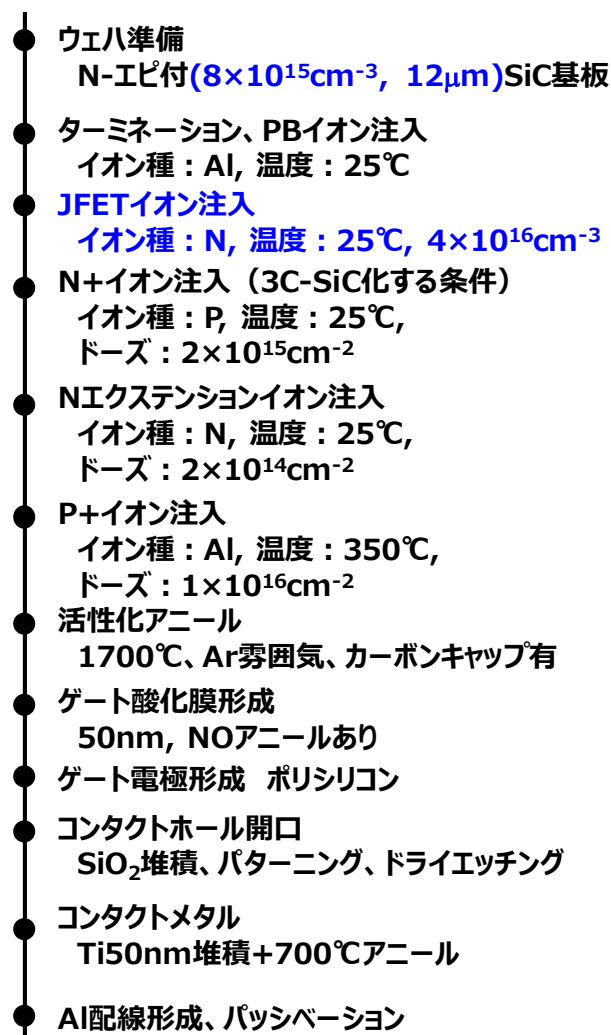 ウェハ準備
N-エピ付(8×10¹⁵cm⁻³, 12μm)SiC基板
ターミネーション、PBイオン注入
イオン種:Al, 温度:25℃
JFETイオン注入
イオン種:N, 温度:25℃, 4×10¹⁶cm⁻³
N+イオン注入(3C-SiC化する条件)
イオン種:P, 温度:25℃,
ドーズ:2×10¹⁵cm⁻²
Nエクステンションイオン注入
イオン種:N, 温度:25℃,
ドーズ:2×10¹⁴cm⁻²
P+イオン注入
イオン種:Al, 温度:350℃,
ドーズ:1×10¹⁶cm⁻²
活性化アニール
1700℃、Ar雰囲気、カーボンキャップ有
ゲート酸化膜形成
50nm, NOアニールあり
ゲート電極形成 ポリシリコン
コンタクトホール開口
SiO₂堆積、パターニング、ドライエッチング
コンタクトメタル
Ti50nm堆積+700℃アニール
Al配線形成、パッシベーション